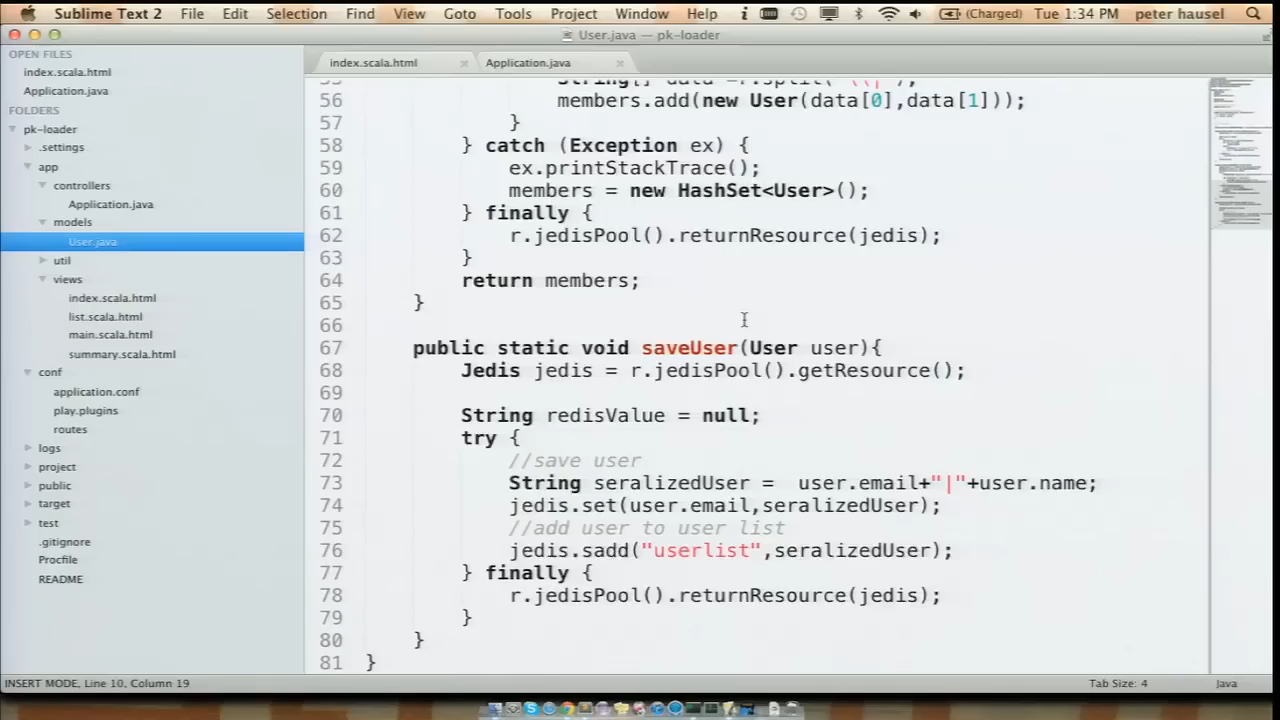 Sublime Text 2 File Edit Selection Find View Goto Tools Project Window Help (Charged) Tue 1:34 PM peter hausel
User.java — pk-loader
OPEN FILES
index.scala.html
Application.java
FOLDERS
pk-loader
.settings
app
controllers
Application.java
models
User.java
util
views
index.scala.html
list.scala.html
main.scala.html
summary.scala.html
conf
application.conf
play.plugins
routes
logs
project
public
target
test
.gitignore
Procfile
README
index.scala.html Application.java
56 members.add(new User(data[0],data[1]));
57 }
58 } catch (Exception ex) {
59 ex.printStackTrace();
60 members = new HashSet<User>();
61 } finally {
62 r.jedisPool().returnResource(jedis);
63 }
64 return members;
65 }
66
67 public static void saveUser(User user){
68 Jedis jedis = r.jedisPool().getResource();
69
70 String redisValue = null;
71 try {
72 //save user
73 String seralizedUser = user.email+"|"+user.name;
74 jedis.set(user.email,seralizedUser);
75 //add user to user list
76 jedis.sadd("userlist",seralizedUser);
77 } finally {
78 r.jedisPool().returnResource(jedis);
79 }
80 }
81 }
INSERT MODE, Line 10, Column 19 Tab Size: 4 Java